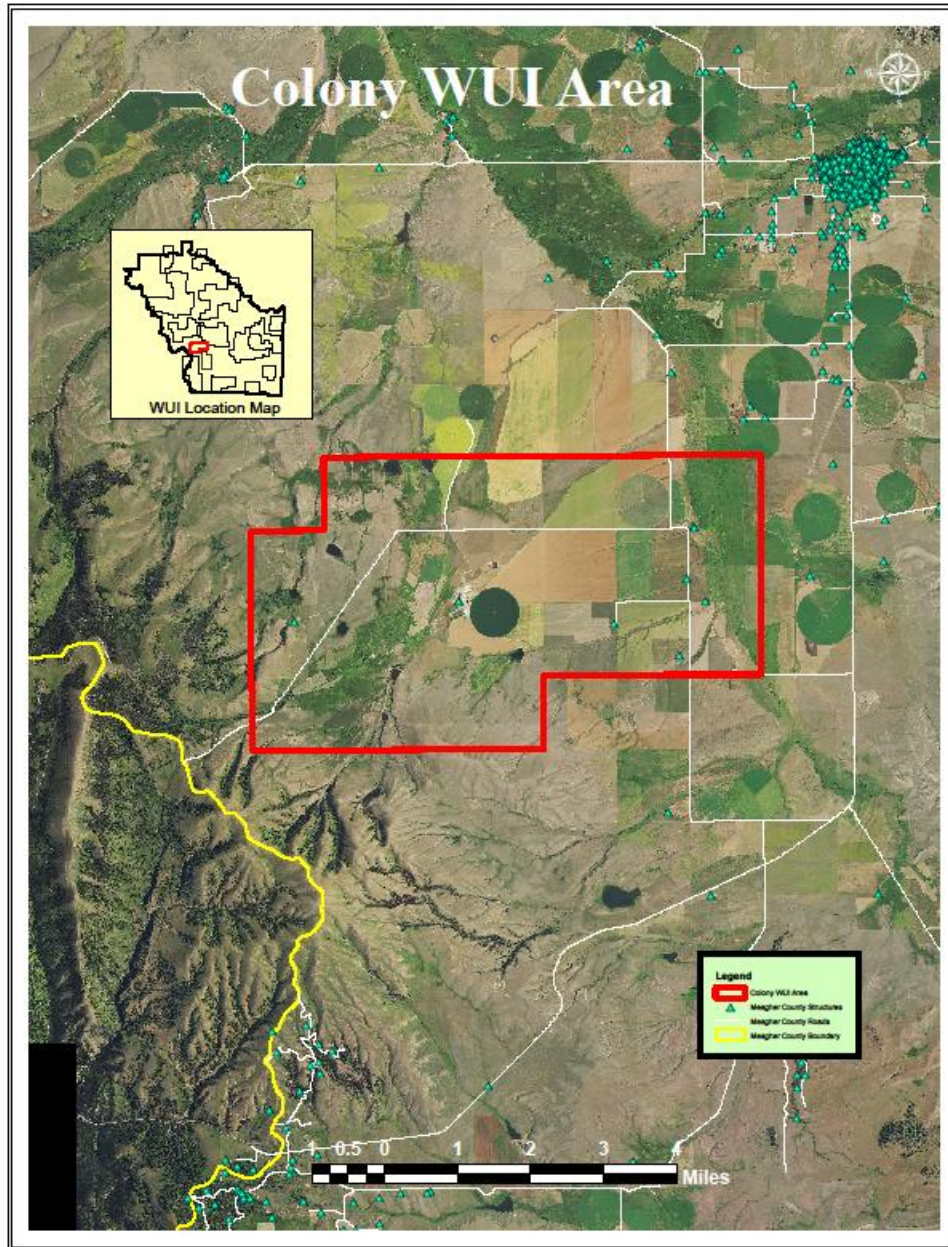 Colony WUI Area
N
W E
S
WUI Location Map
Legend
Colony WUI Area
Meagher County Structures
Meagher County Roads
Meagher County Boundary
1 0.5 0 1 2 3 4
Miles